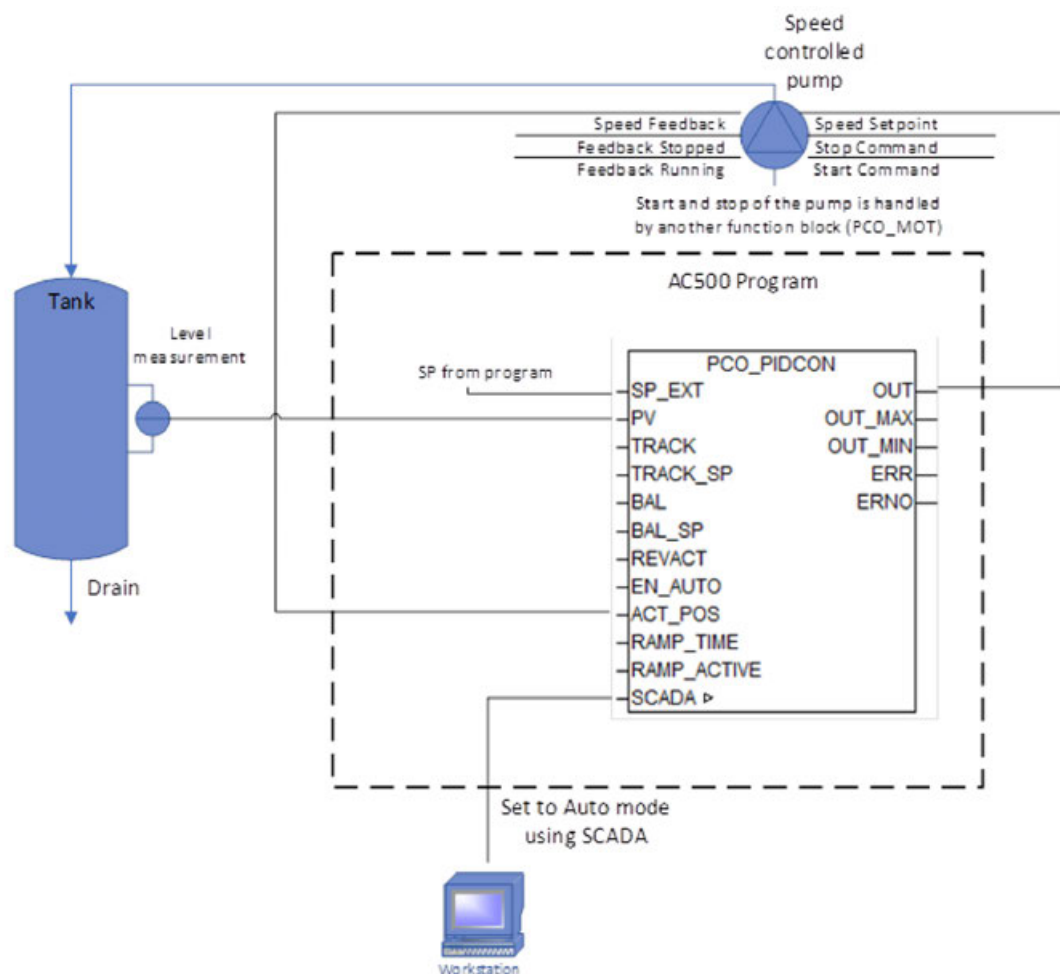 Speed
controlled
pump
Speed Feedback
Speed Setpoint
Feedback Stopped
Stop Command
Feedback Running
Start Command
Start and stop of the pump is handled
by another function block (PCO_MOT)
AC500 Program
Tank
Level
measurement
SP from program
PCO_PIDCON
SP_EXT
OUT
PV
OUT_MAX
TRACK
OUT_MIN
TRACK_SP
ERR
BAL
ERNO
BAL_SP
REVACT
EN_AUTO
ACT_POS
RAMP_TIME
RAMP_ACTIVE
SCADA
Drain
Set to Auto mode
using SCADA
Workstation